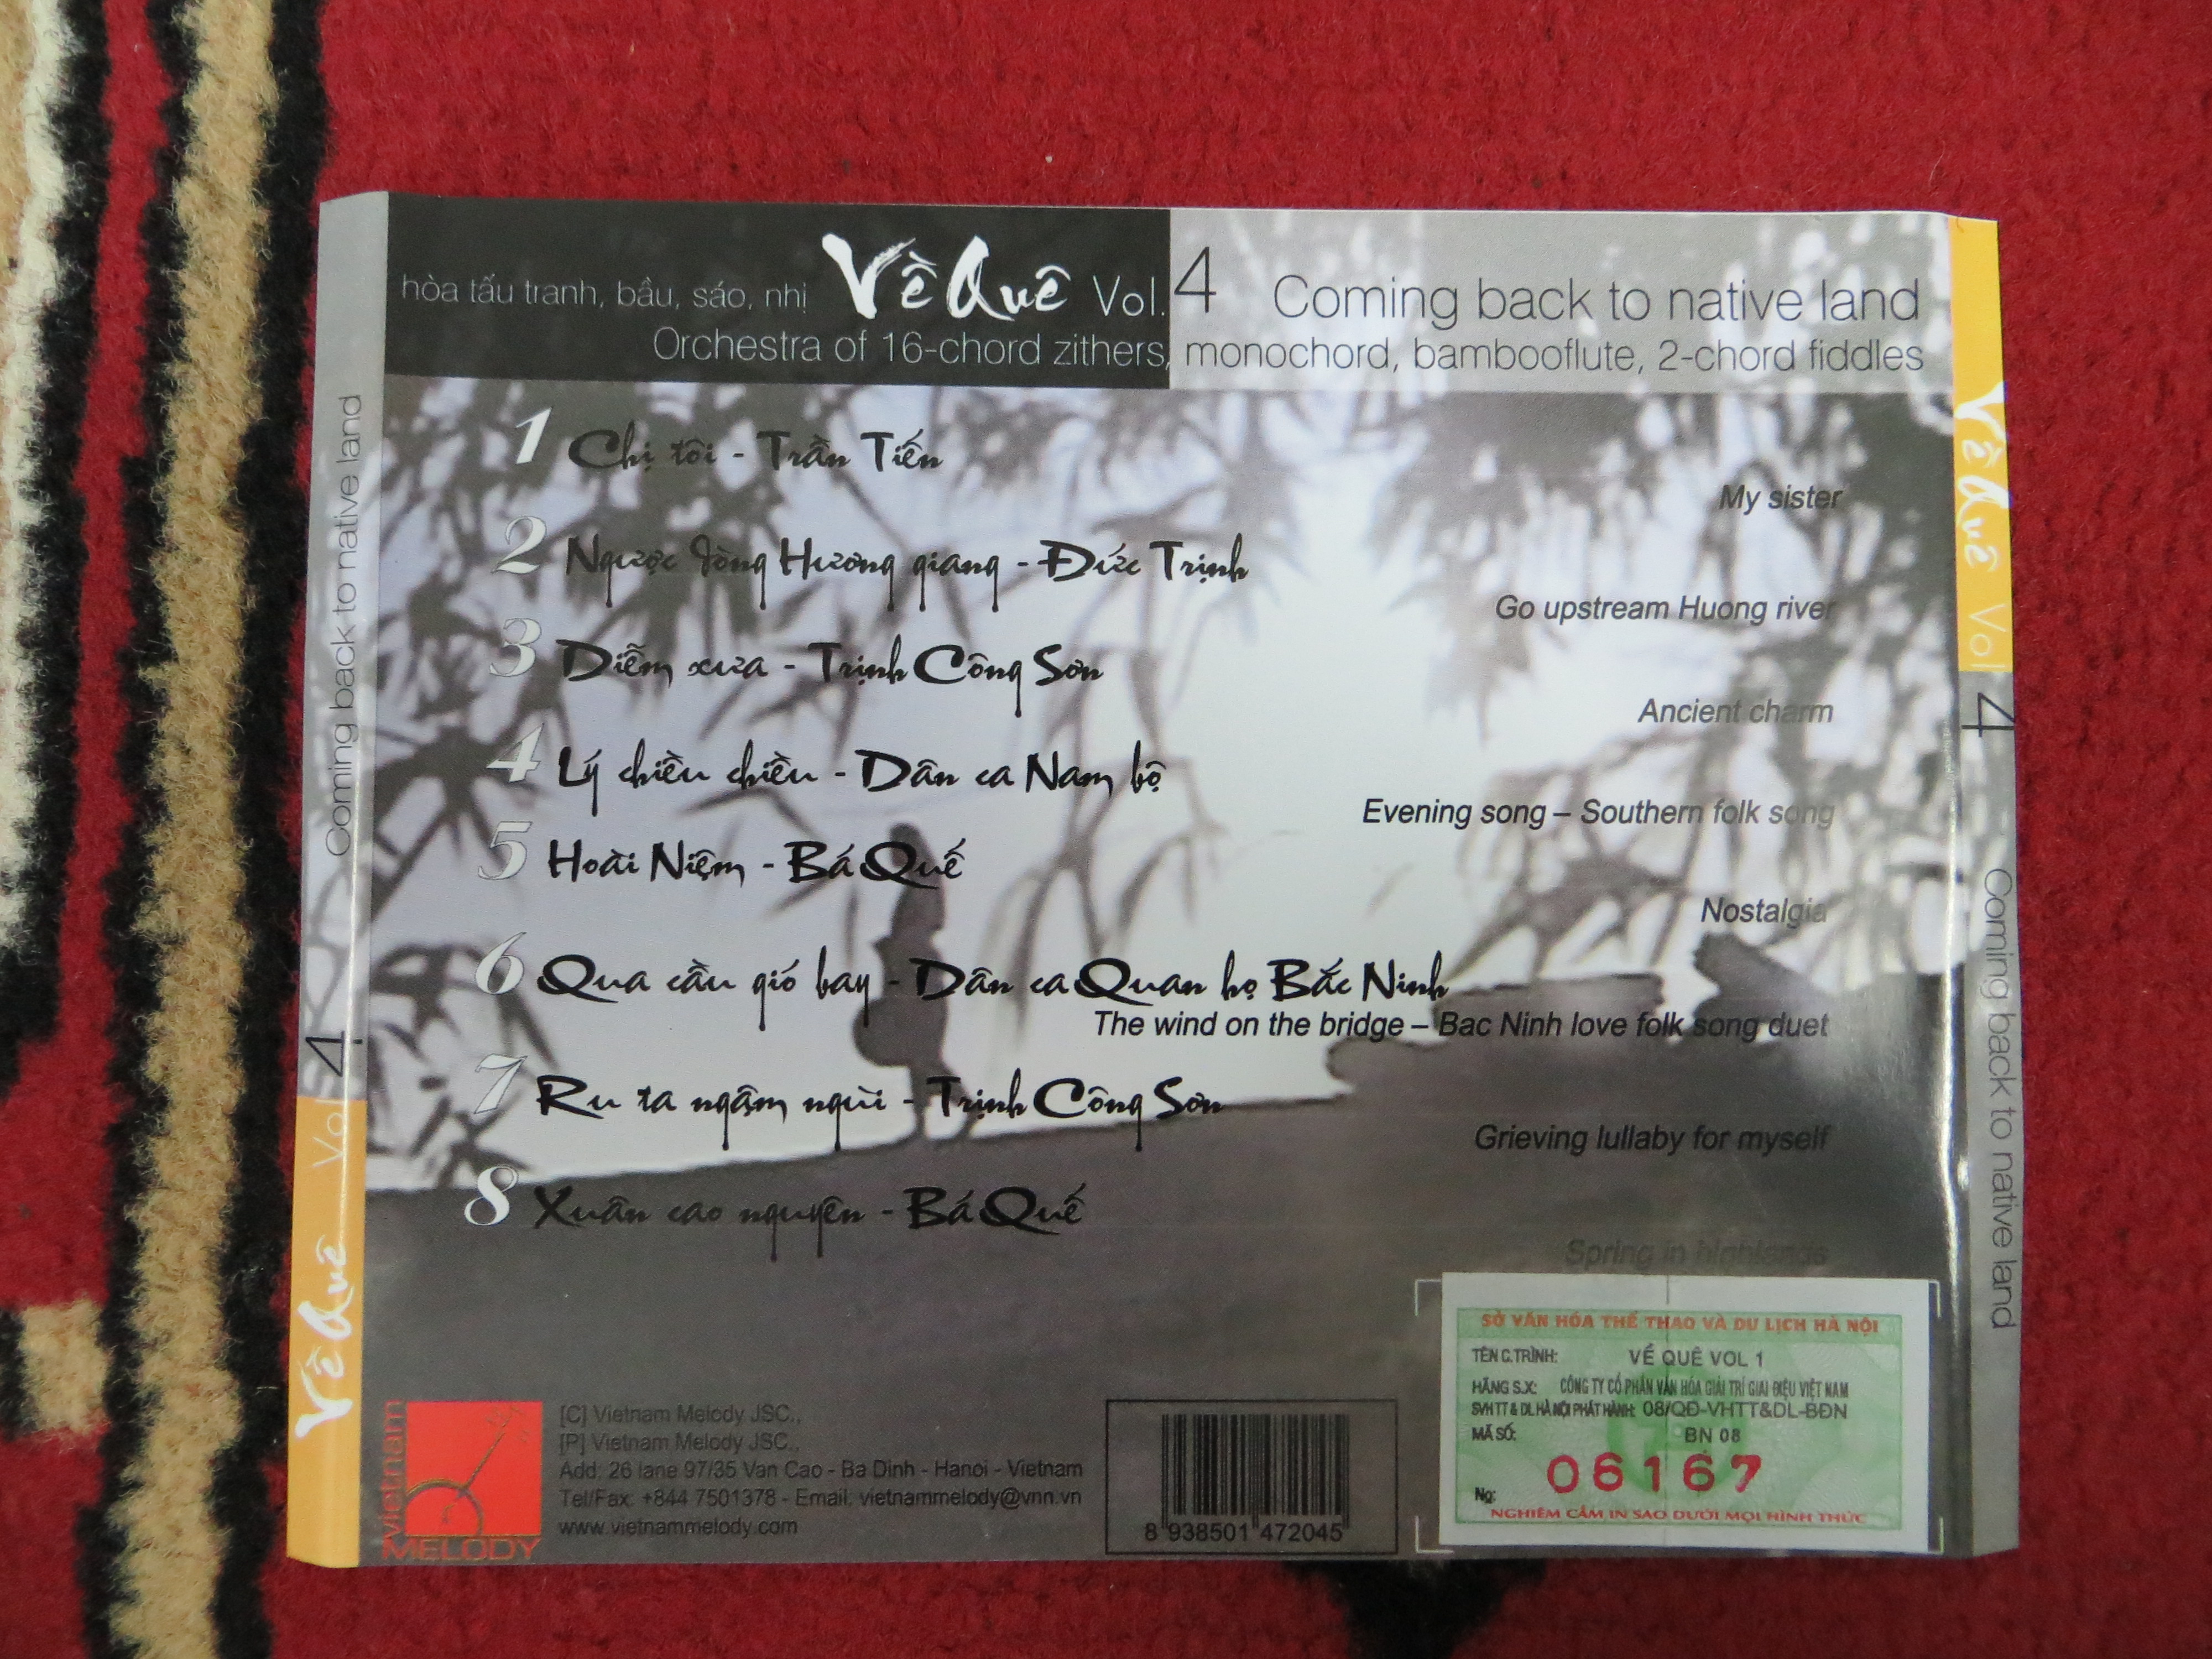 hòa tấu tranh, bầu, sáo, nhị Về Quê Vol. 4 Coming back to native land
Orchestra of 16-chord zithers, monochord, bambooflute, 2-chord fiddles
1 Chị tôi - Trần Tiến
My sister
2 Ngược dòng Hương giang - Đức Trịnh
Go upstream Huong river
3 Diễm xưa - Trịnh Công Sơn
Ancient charm
4 Lý chiều chiều - Dân ca Nam bộ
Evening song – Southern folk song
5 Hoài Niệm - Bá Quế
Nostalgia
6 Qua cầu gió bay - Dân ca Quan họ Bắc Ninh
The wind on the bridge – Bac Ninh love folk song duet
7 Ru ta ngậm ngùi - Trịnh Công Sơn
Grieving lullaby for myself
8 Xuân cao nguyên - Bá Quế
Spring in highlands
vietnam
MELODY
[C] Vietnam Melody JSC.,
[P] Vietnam Melody JSC.,
Add: 26 lane 97/35 Van Cao - Ba Dinh - Hanoi - Vietnam
Tel/Fax: +844 7501378 - Email: vietnammelody@vnn.vn
www.vietnammelody.com
8 938501 472045
SỞ VĂN HÓA THỂ THAO VÀ DU LỊCH HÀ NỘI
TÊN C.TRÌNH: VỀ QUÊ VOL 1
HÃNG S.X: CÔNG TY CỔ PHẦN VĂN HÓA GIẢI TRÍ GIAI ĐIỆU VIỆT NAM
SVHTT & DL HÀ NỘI PHÁT HÀNH: 08/QĐ-VHTT&DL-BĐN
MÃ SỐ: BN 08
No: 06167
NGHIÊM CẤM IN SAO DƯỚI MỌI HÌNH THỨC
Về Quê Vol 4 Coming back to native land
Về Quê Vol 4 Coming back to native land